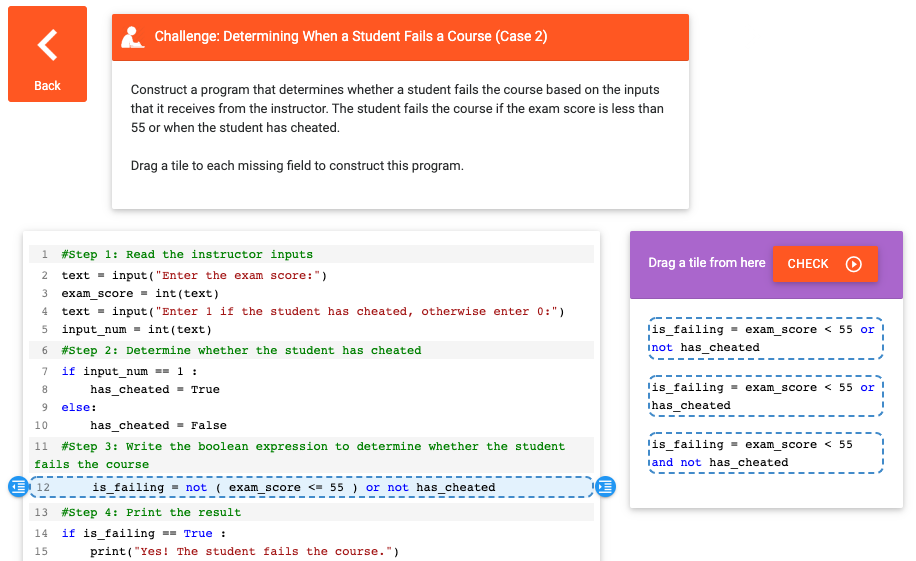 Back
Challenge: Determining When a Student Fails a Course (Case 2)
Construct a program that determines whether a student fails the course based on the inputs
that it receives from the instructor. The student fails the course if the exam score is less than
55 or when the student has cheated.
Drag a tile to each missing field to construct this program.
1 #Step 1: Read the instructor inputs
2 text = input("Enter the exam score:")
3 exam_score = int(text)
4 text = input("Enter 1 if the student has cheated, otherwise enter 0:")
5 input_num = int(text)
6 #Step 2: Determine whether the student has cheated
7 if input_num == 1 :
8 has_cheated = True
9 else:
10 has_cheated = False
11 #Step 3: Write the boolean expression to determine whether the student
fails the course
12 is_failing = not ( exam_score <= 55 ) or not has_cheated
13 #Step 4: Print the result
14 if is_failing == True :
15 print("Yes! The student fails the course.")
Drag a tile from here
CHECK
is_failing = exam_score < 55 or
not has_cheated
is_failing = exam_score < 55 or
has_cheated
is_failing = exam_score < 55
and not has_cheated